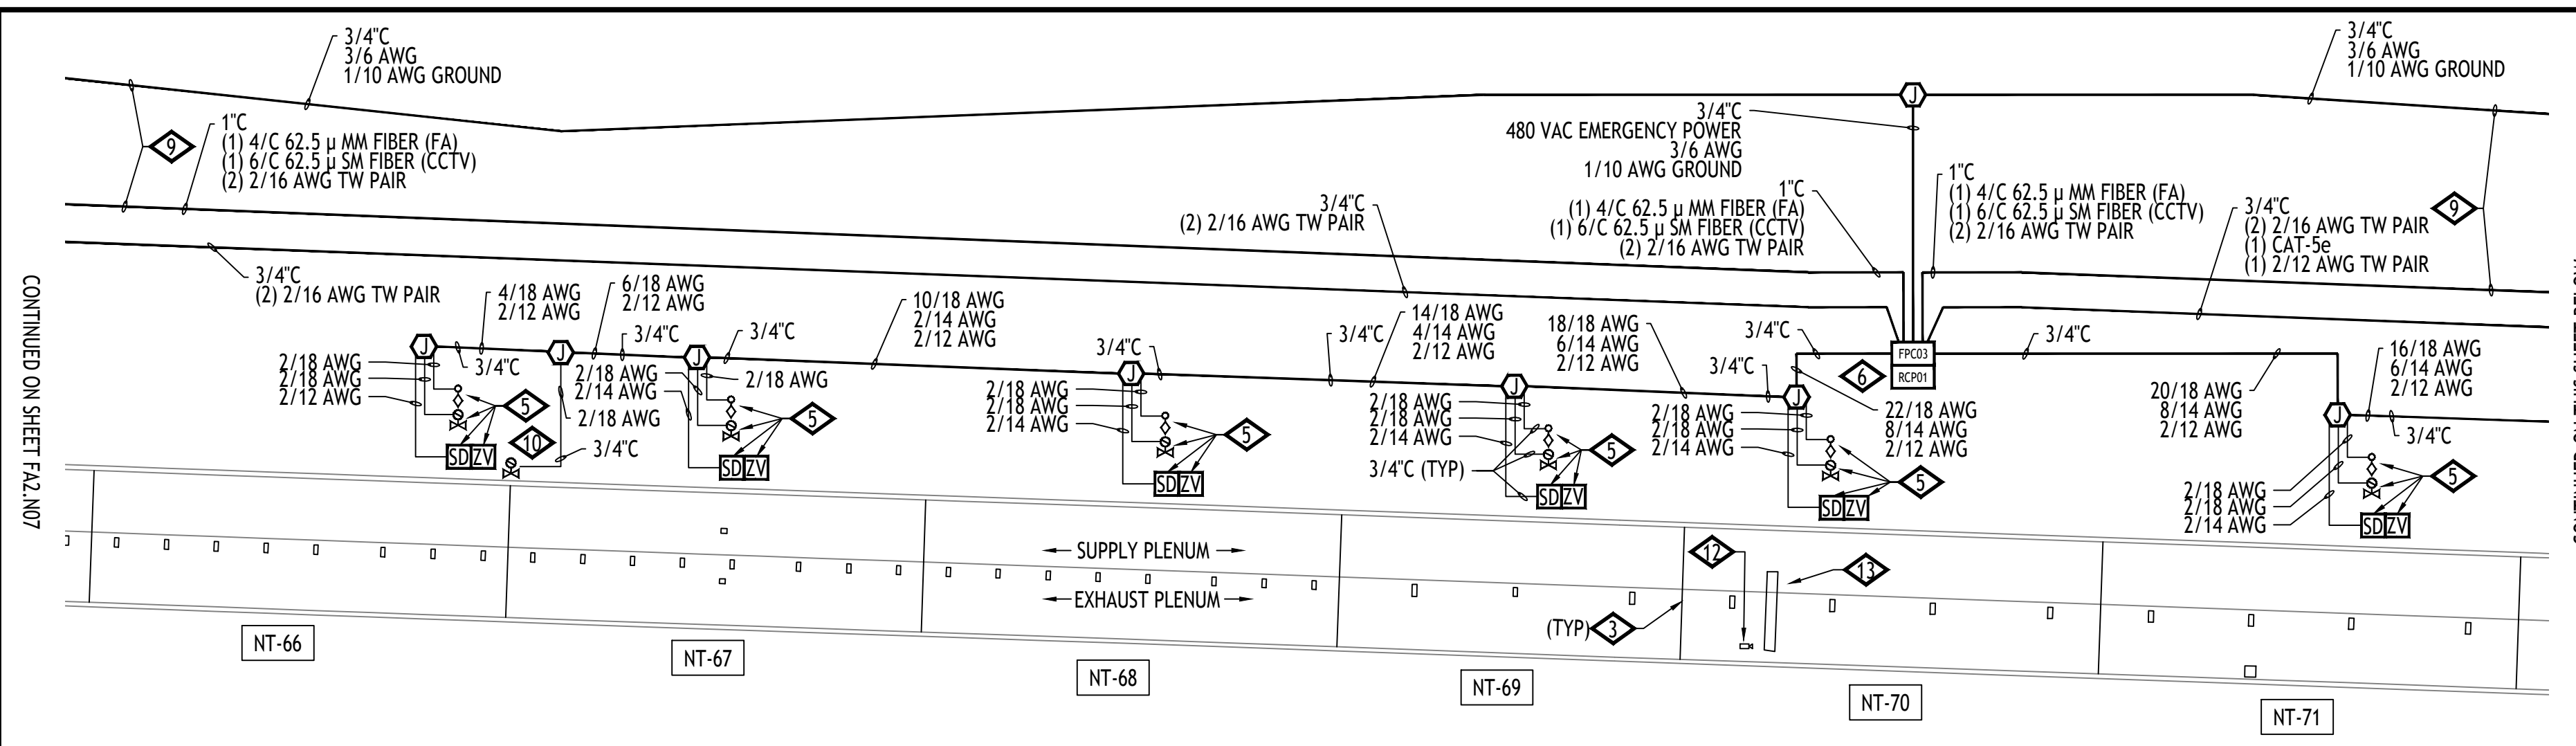 3/4"C
3/6 AWG
1/10 AWG GROUND
3/4"C
3/6 AWG
1/10 AWG GROUND
J
1"C
(1) 4/C 62.5 µ MM FIBER (FA)
(1) 6/C 62.5 µ SM FIBER (CCTV)
(2) 2/16 AWG TW PAIR
9
3/4"C
480 VAC EMERGENCY POWER
3/6 AWG
1/10 AWG GROUND
1"C
(1) 4/C 62.5 µ MM FIBER (FA)
(1) 6/C 62.5 µ SM FIBER (CCTV)
(2) 2/16 AWG TW PAIR
1"C
(1) 4/C 62.5 µ MM FIBER (FA)
(1) 6/C 62.5 µ SM FIBER (CCTV)
(2) 2/16 AWG TW PAIR
3/4"C
(2) 2/16 AWG TW PAIR
3/4"C
(2) 2/16 AWG TW PAIR
(1) CAT-5e
(1) 2/12 AWG TW PAIR
9
CONTINUED ON SHEET FA2.N07
3/4"C
(2) 2/16 AWG TW PAIR
4/18 AWG
2/12 AWG
6/18 AWG
2/12 AWG
3/4"C
3/4"C
10/18 AWG
2/14 AWG
2/12 AWG
3/4"C
3/4"C
14/18 AWG
4/14 AWG
2/12 AWG
18/18 AWG
6/14 AWG
2/12 AWG
3/4"C
3/4"C
FPC03
RCP01
6
3/4"C
16/18 AWG
6/14 AWG
2/12 AWG
J
3/4"C
2/18 AWG
2/18 AWG
2/12 AWG
5
SD
ZV
J
2/18 AWG
10
3/4"C
J
2/18 AWG
2/14 AWG
2/18 AWG
5
SD
ZV
J
2/18 AWG
2/18 AWG
2/14 AWG
5
SD
ZV
J
2/18 AWG
2/18 AWG
2/14 AWG
3/4"C (TYP)
5
SD
ZV
J
2/18 AWG
2/18 AWG
2/14 AWG
22/18 AWG
8/14 AWG
2/12 AWG
5
SD
ZV
20/18 AWG
8/14 AWG
2/12 AWG
J
3/4"C
2/18 AWG
2/18 AWG
2/14 AWG
5
SD
ZV
SUPPLY PLENUM
EXHAUST PLENUM
12
13
(TYP)
3
NT-66
NT-67
NT-68
NT-69
NT-70
NT-71